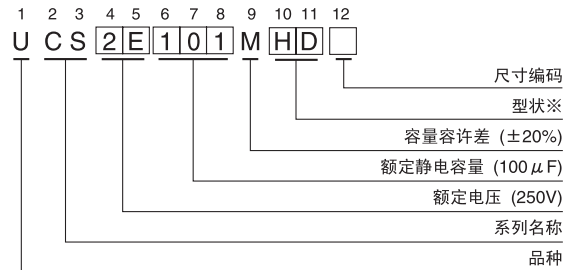 1 2 3 4 5 6 7 8 9 10 11 12
U C S 2 E 1 0 1 M H D
尺寸编码
型状※
容量容许差 (±20%)
额定静电容量 (100μF)
额定电压 (250V)
系列名称
品种